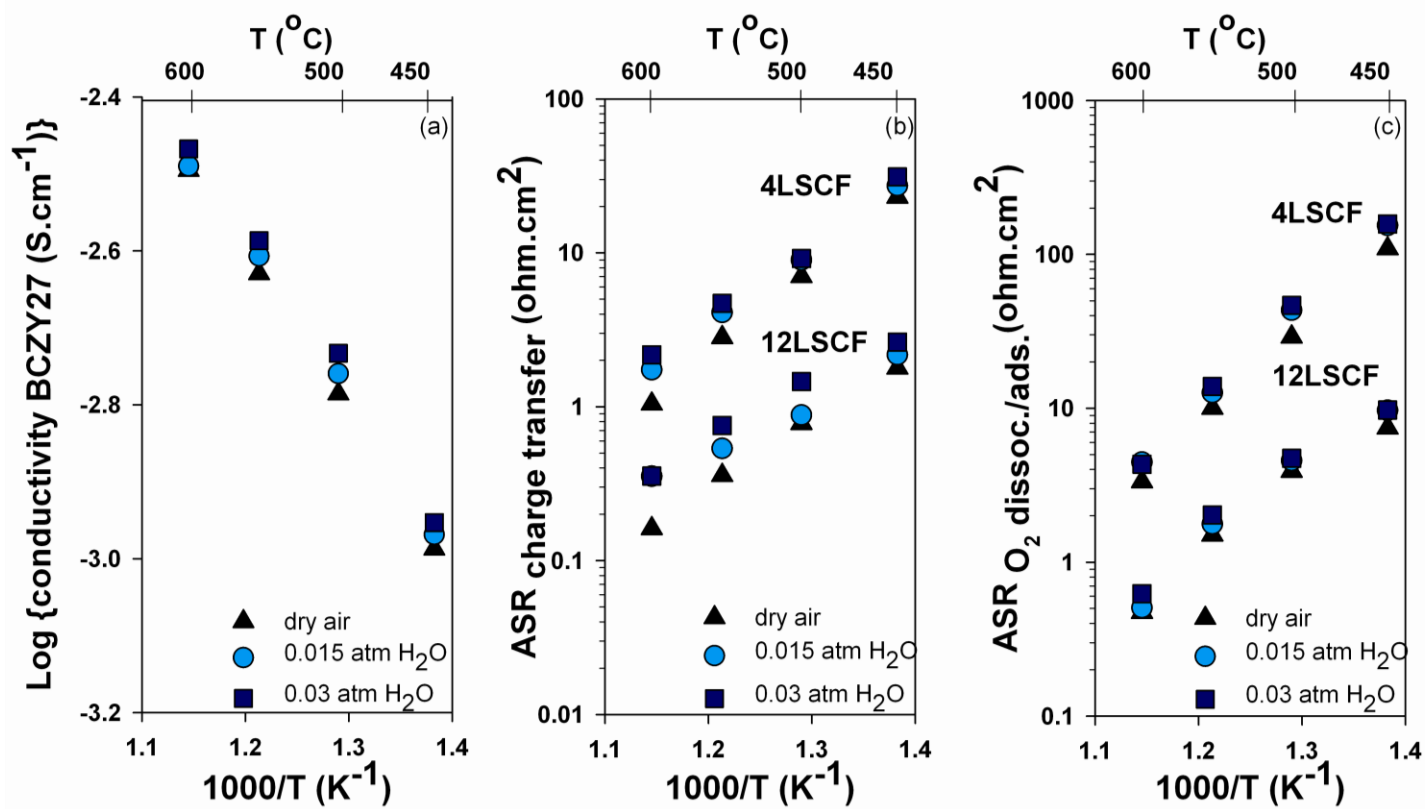 T (°C)
600 500 450
-2.4
-2.6
-2.8
-3.0
-3.2
Log {conductivity BCZY27 (S.cm⁻¹)}
(a)
dry air
0.015 atm H₂O
0.03 atm H₂O
1.1 1.2 1.3 1.4
1000/T (K⁻¹)
T (°C)
600 500 450
100
10
1
0.1
0.01
ASR charge transfer (ohm.cm²)
(b)
4LSCF
12LSCF
dry air
0.015 atm H₂O
0.03 atm H₂O
1.1 1.2 1.3 1.4
1000/T (K⁻¹)
T (°C)
600 500 450
1000
100
10
1
0.1
ASR O₂ dissoc./ads.(ohm.cm²
(c)
4LSCF
12LSCF
dry air
0.015 atm H₂O
0.03 atm H₂O
1.1 1.2 1.3 1.4
1000/T (K⁻¹)